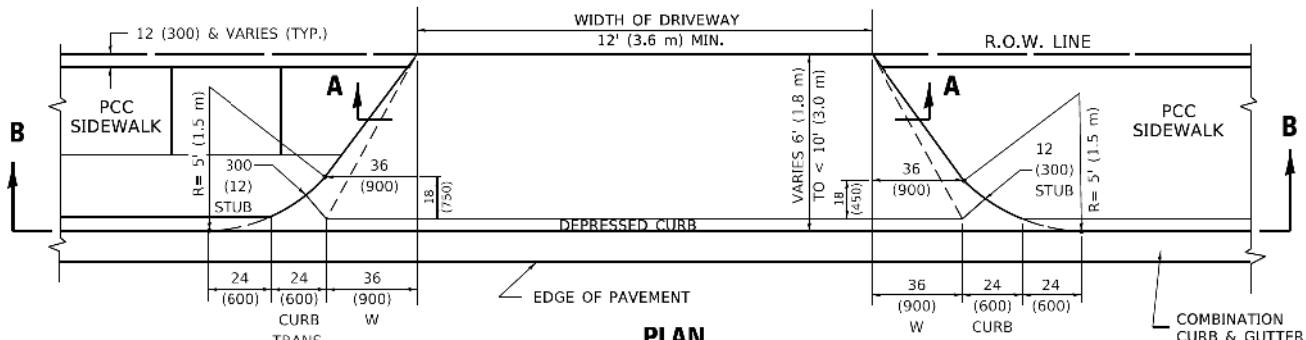 WIDTH OF DRIVEWAY
12' (3.6 m) MIN.
12 (300) & VARIES (TYP.)
R.O.W. LINE
A
A
PCC
SIDEWALK
PCC
SIDEWALK
B
B
R= 5' (1.5 m)
VARIES 6' (1.8 m)
TO < 10' (3.0 m)
R= 5' (1.5 m)
300
(12)
STUB
36
(900)
18
(750)
36
(900)
18
(450)
12
(300)
STUB
DEPRESSED CURB
24
(600)
24
(600)
36
(900)
CURB
TRANS
W
EDGE OF PAVEMENT
36
(900)
24
(600)
24
(600)
W
CURB
PLAN
COMBINATION
CURB & GUTTER